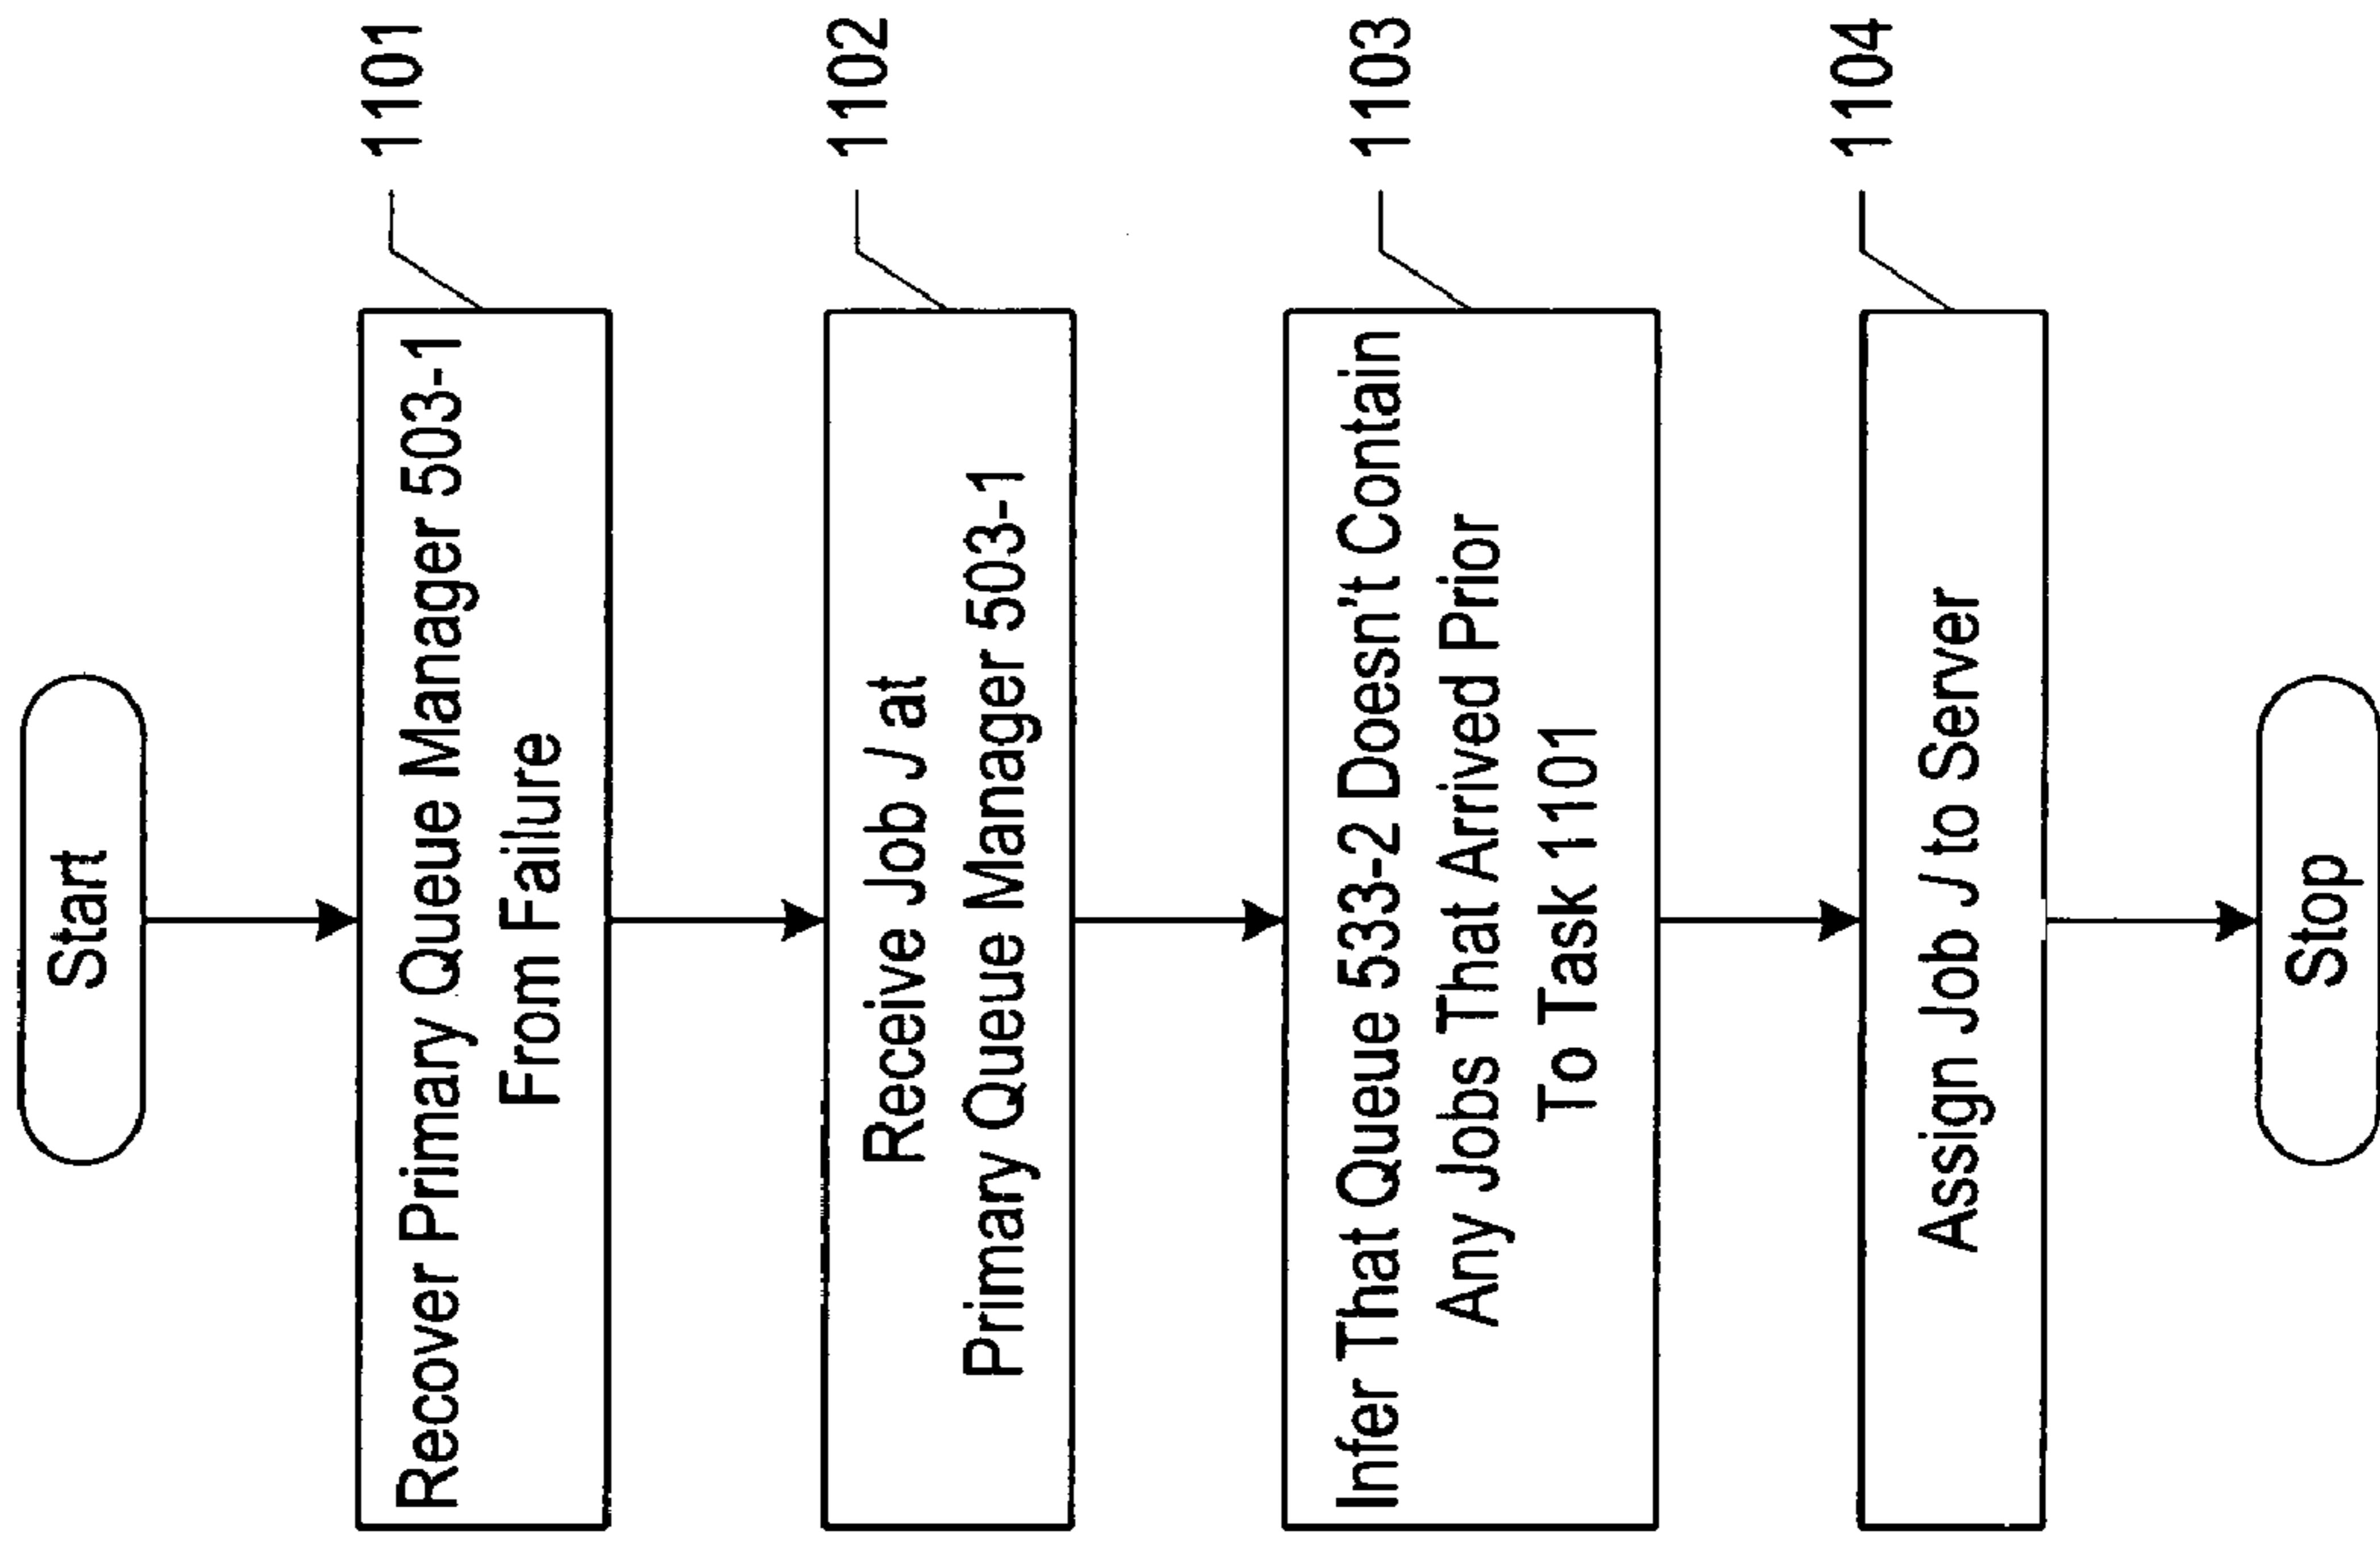 Start
Recover Primary Queue Manager 503-1
From Failure
1101
Receive Job J at
Primary Queue Manager 503-1
1102
Infer That Queue 533-2 Doesn't Contain
Any Jobs That Arrived Prior
To Task 1101
1103
Assign Job J to Server
1104
Stop